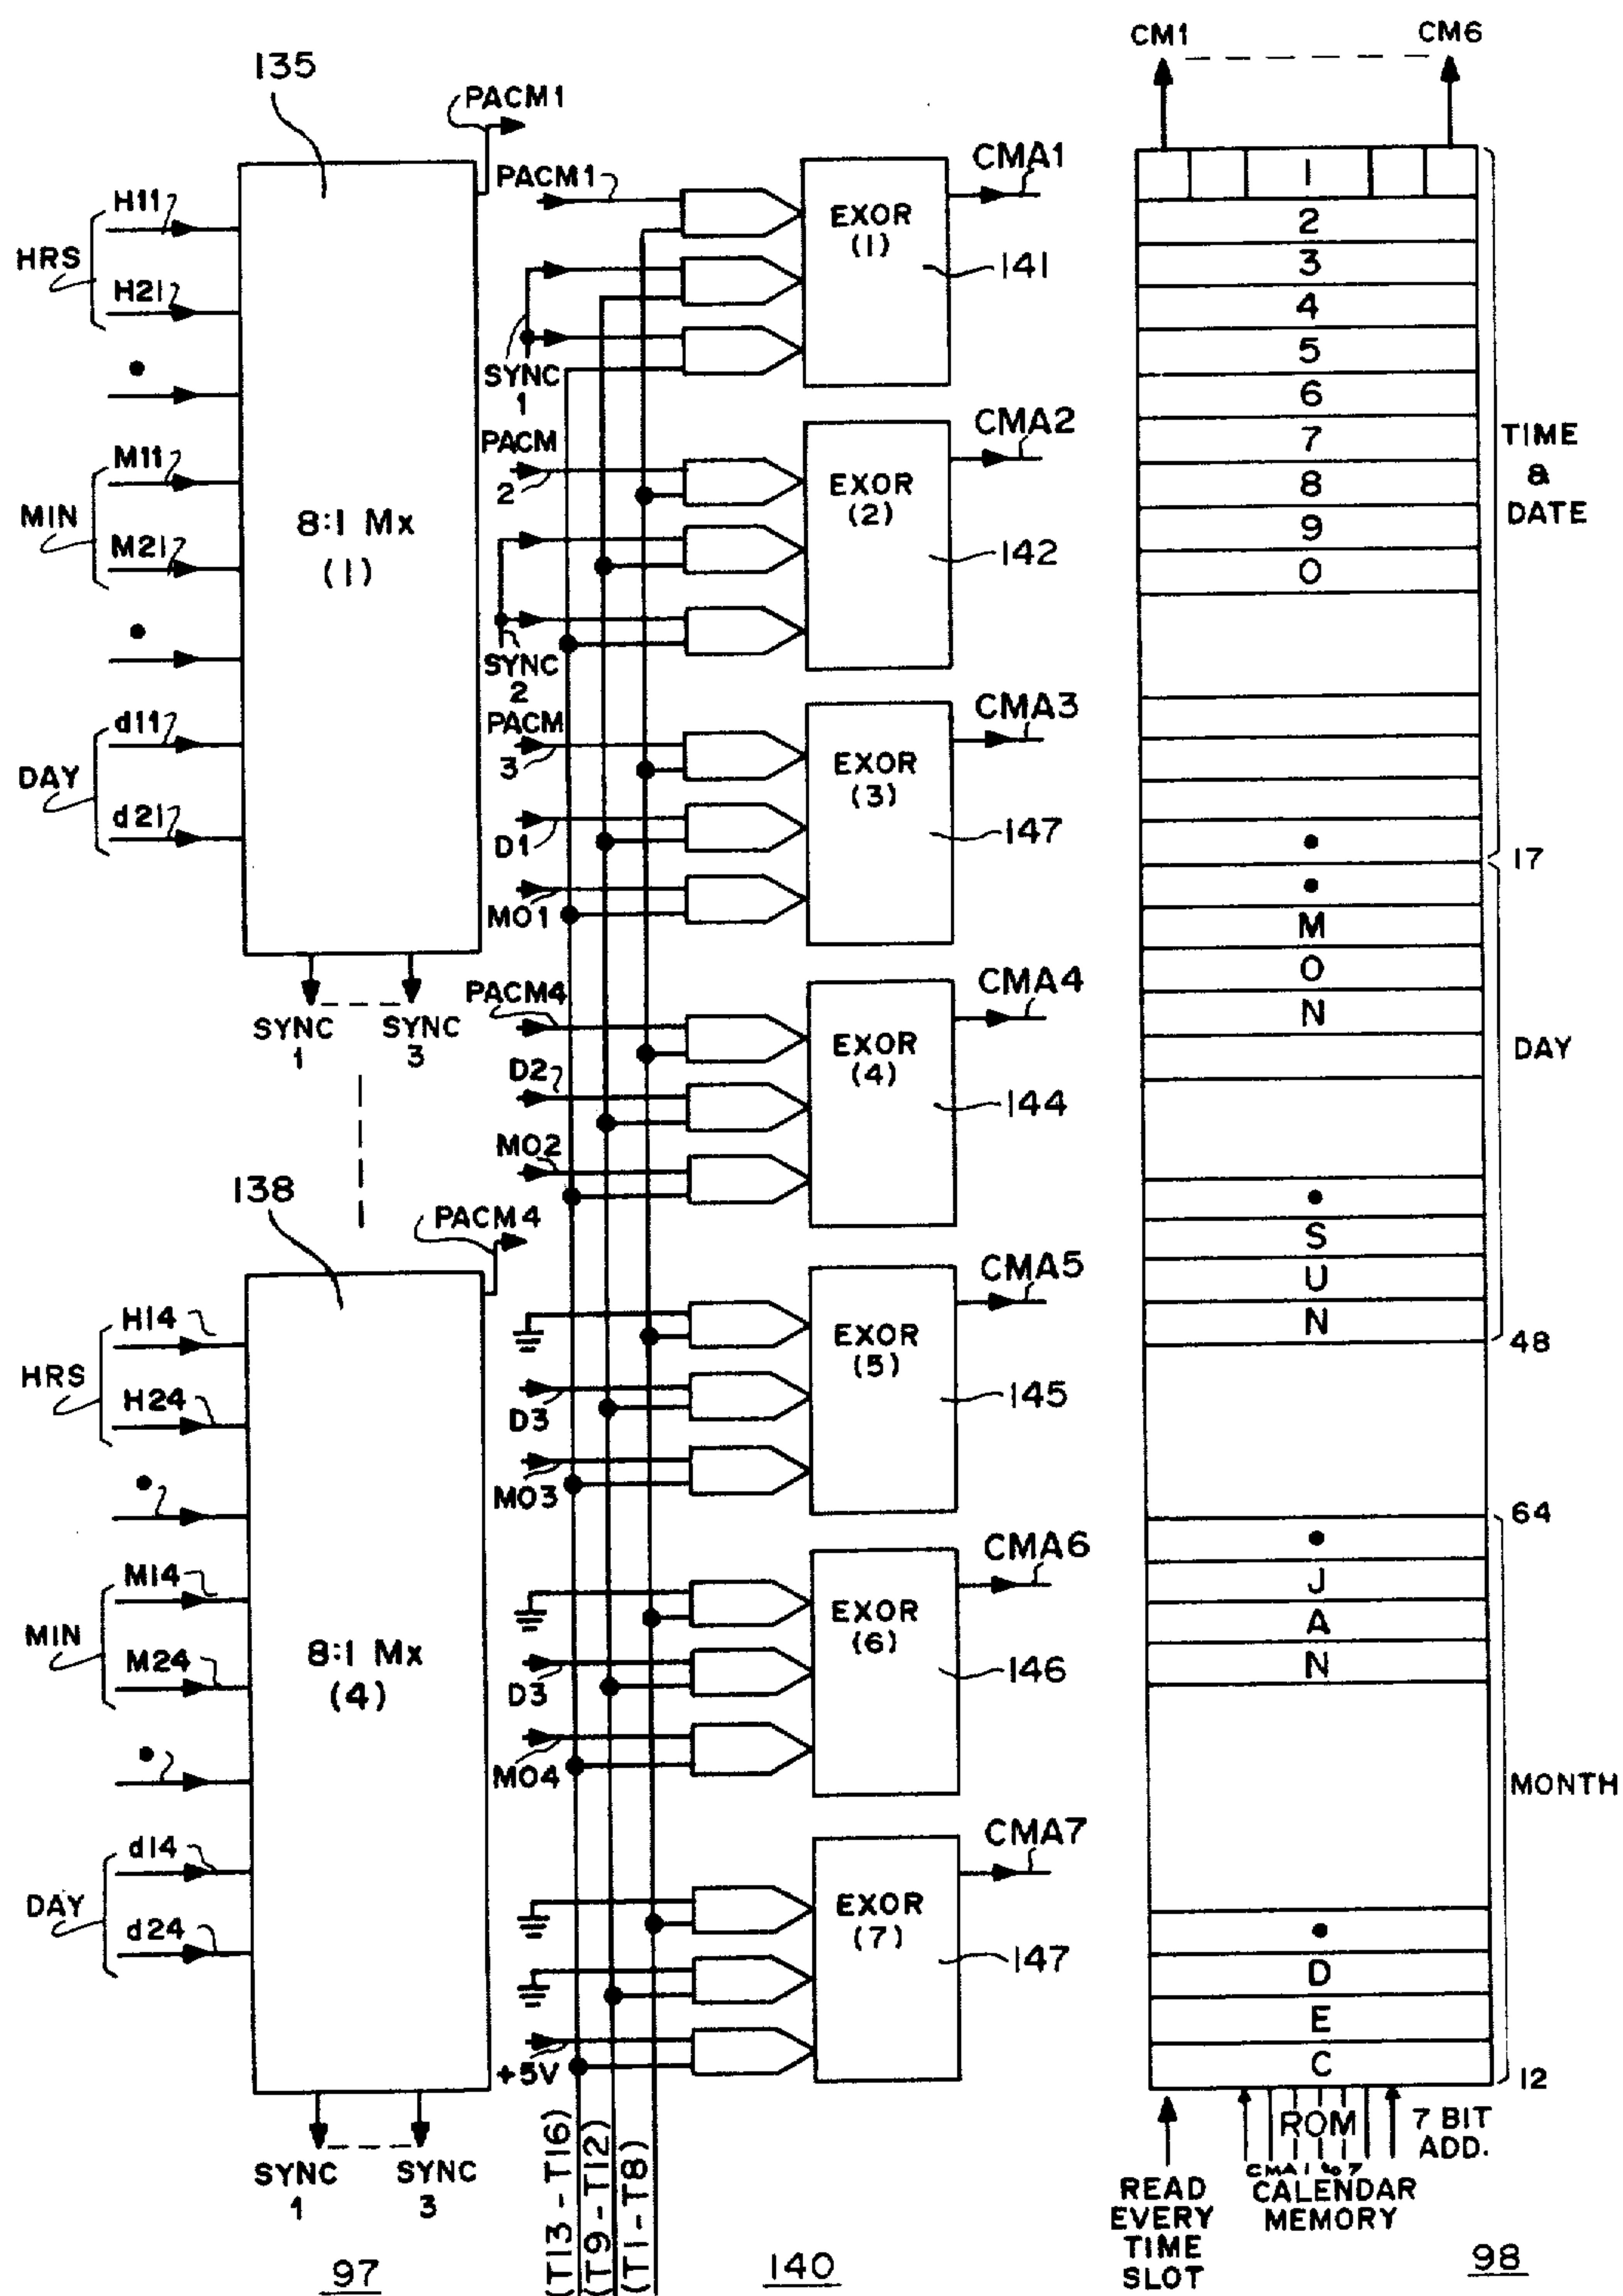 135
PACM1
H11
HRS
H21
•
M11
MIN
M21
•
d11
DAY
d21
8:1 Mx
(1)
SYNC
1
SYNC
3
138
PACM4
H14
HRS
H24
•
M14
MIN
M24
•
d14
DAY
d24
8:1 Mx
(4)
SYNC
1
SYNC
3
97
PACM1
SYNC
1
EXOR
(1)
CMA1
141
PACM
2
SYNC
2
EXOR
(2)
CMA2
142
PACM
3
D1
MO1
EXOR
(3)
CMA3
147
PACM4
D2
MO2
EXOR
(4)
CMA4
144
D3
MO3
EXOR
(5)
CMA5
145
D3
MO4
EXOR
(6)
CMA6
146
+5V
EXOR
(7)
CMA7
147
(T13-T16)
(T9-T12)
(T1-T8)
140
CM1
CM6
1
2
3
4
5
6
7
8
9
0
•
TIME
&
DATE
17
•
M
O
N
DAY
•
S
U
N
48
64
•
J
A
N
MONTH
•
D
E
C
12
ROM
7 BIT
ADD.
CMA 1 to 7
READ
EVERY
TIME
SLOT
CALENDAR
MEMORY
98